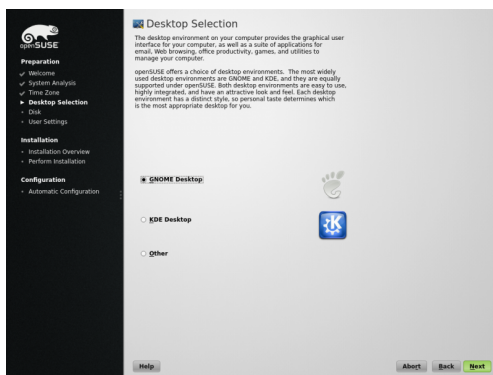 openSUSE
Preparation
Welcome
System Analysis
Time Zone
Desktop Selection
Disk
User Settings
Installation
Installation Overview
Perform Installation
Configuration
Automatic Configuration
Desktop Selection
The desktop environment on your computer provides the graphical user
interface for your computer, as well as a suite of applications for
email, Web browsing, office productivity, games, and utilities to
manage your computer.
openSUSE offers a choice of desktop environments. The most widely
used desktop environments are GNOME and KDE, and they are equally
supported under openSUSE. Both desktop environments are easy to use,
highly integrated, and have an attractive look and feel. Each desktop
environment has a distinct style, so personal taste determines which
is the most appropriate desktop for you.
GNOME Desktop
KDE Desktop
K
Other
Help
Abort
Back
Next